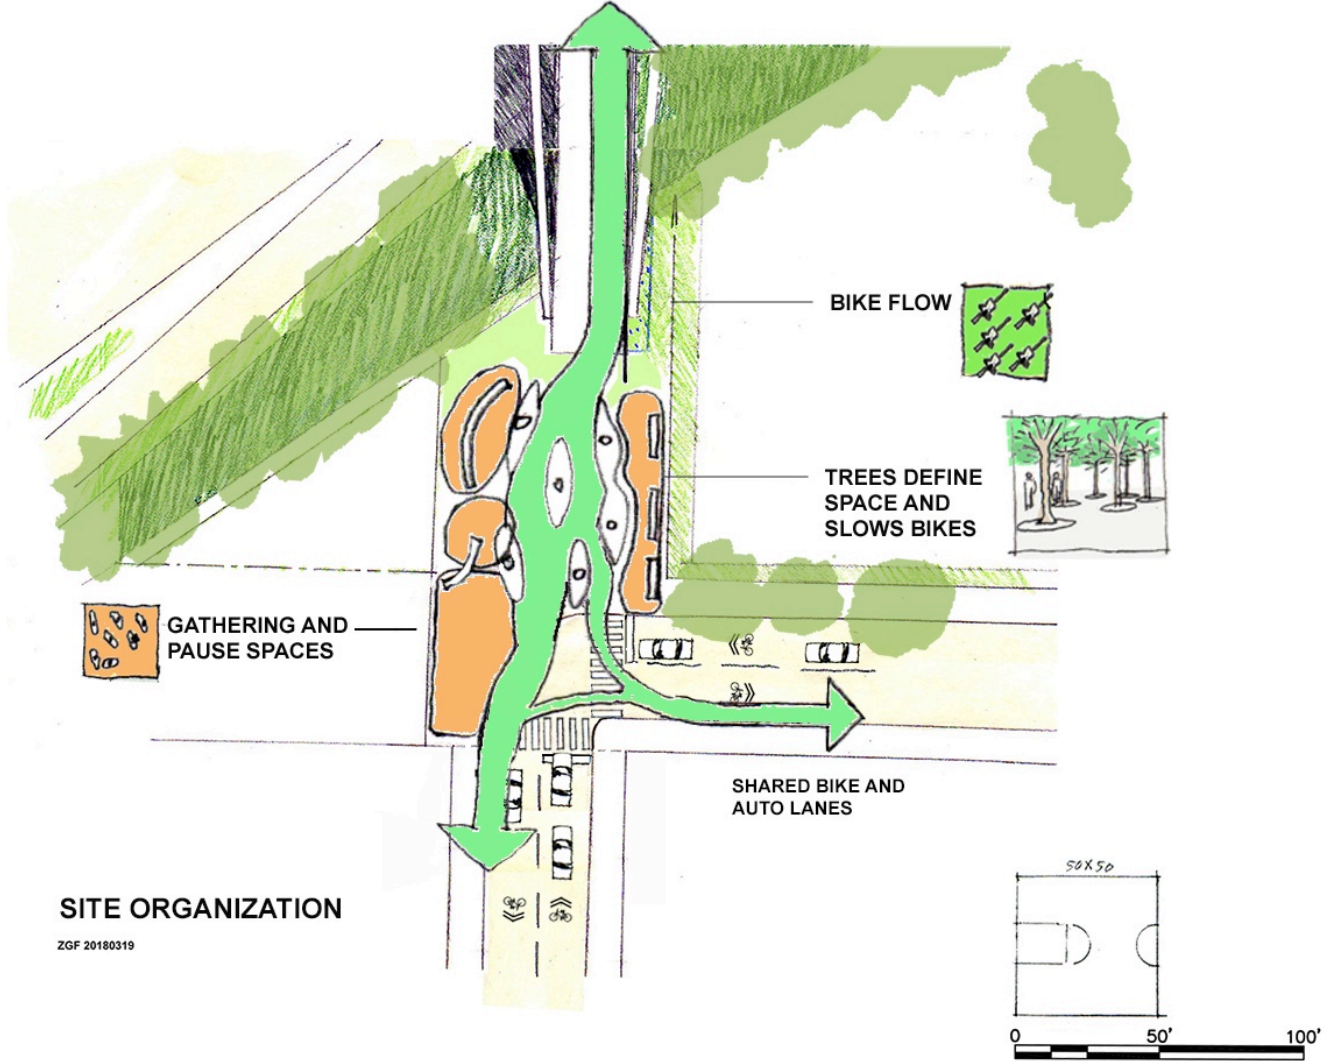 BIKE FLOW
TREES DEFINE
SPACE AND
SLOWS BIKES
GATHERING AND
PAUSE SPACES
SHARED BIKE AND
AUTO LANES
SITE ORGANIZATION
ZGF 20180319
50X50
0 50' 100'